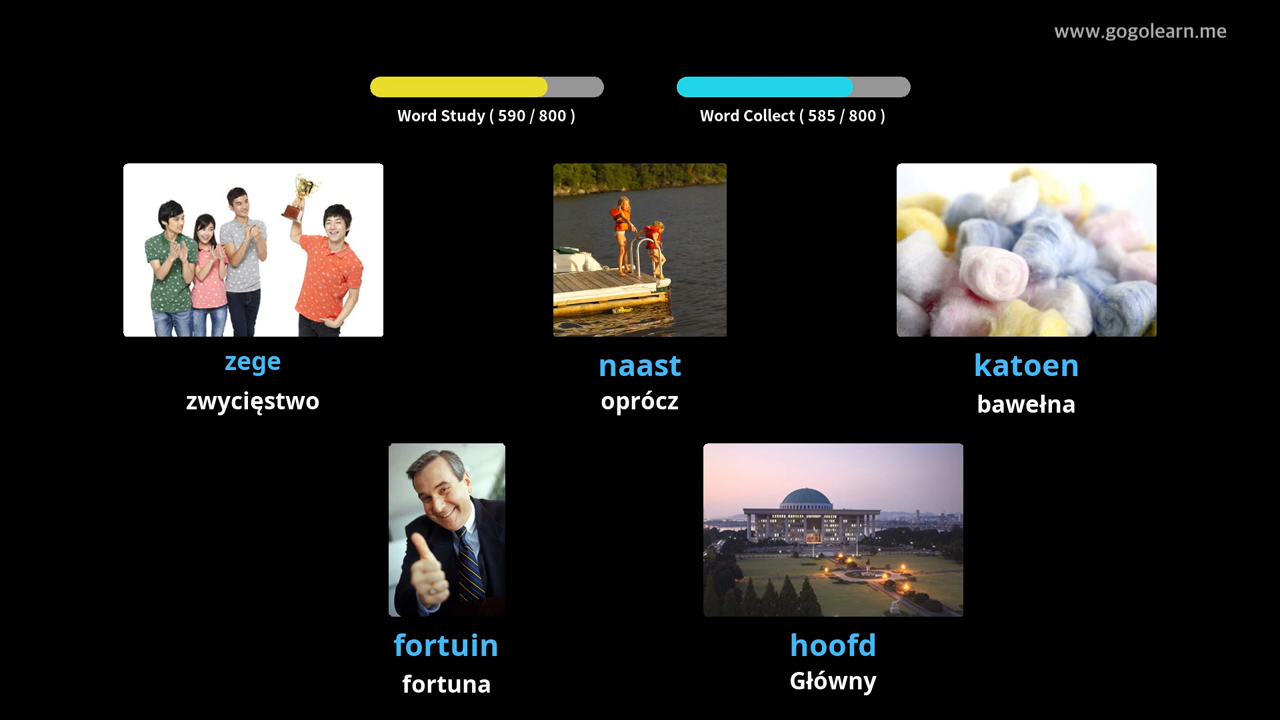 www.gogolearn.me
Word Study ( 590 / 800 )
Word Collect ( 585 / 800 )
zege
zwycięstwo
naast
oprócz
katoen
bawełna
fortuin
fortuna
hoofd
Główny